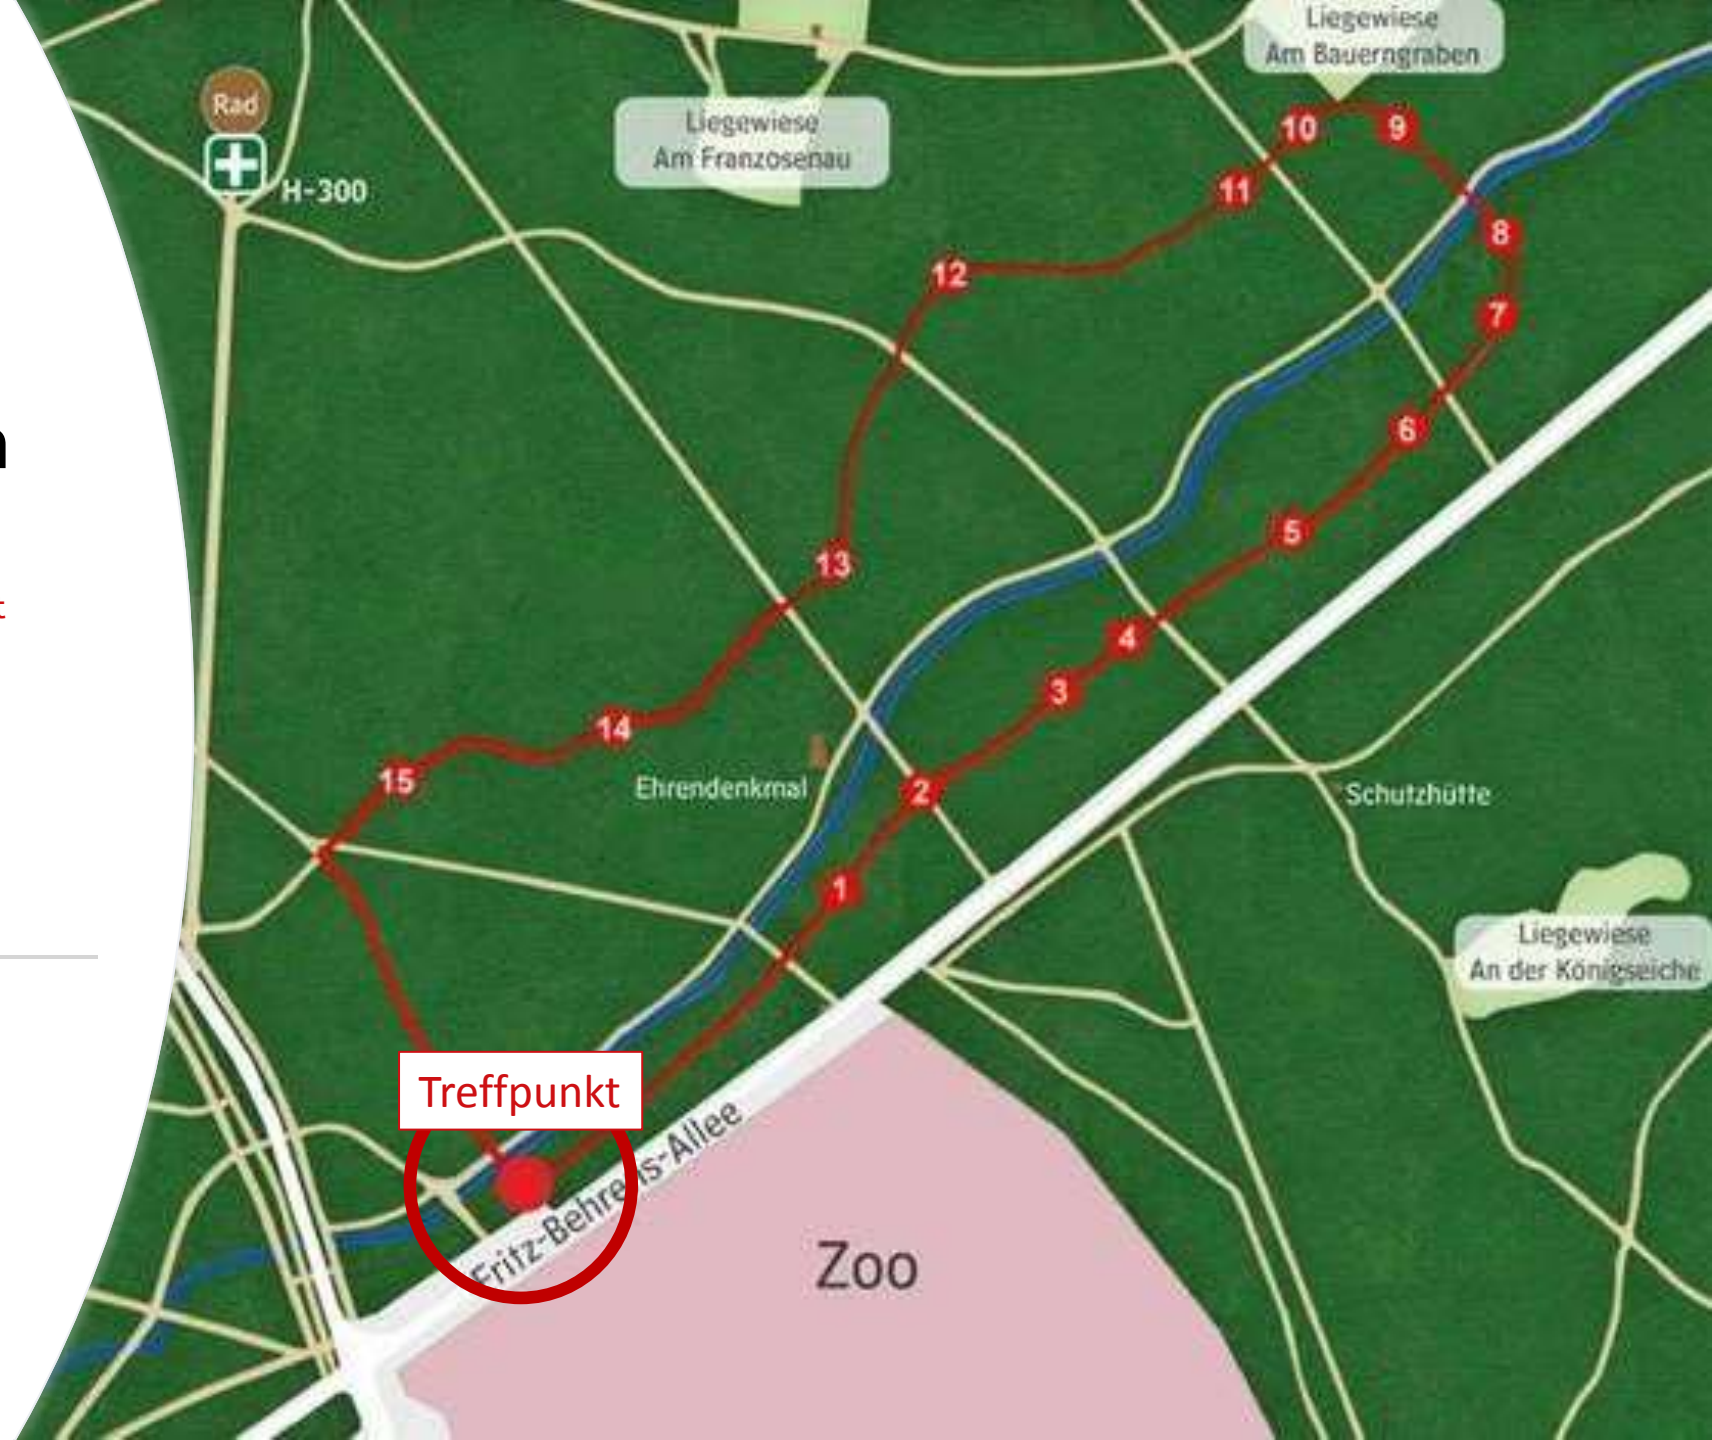 Liegewiese
Am Bauerngraben
Rad
Liegewiese
Am Franzosenau
H-300
10
9
11
8
12
7
6
5
13
4
3
14
15
Ehrendenkmal
2
Schutzhütte
1
Liegewiese
An der Königseiche
Treffpunkt
Fritz-Behrens-Allee
Zoo
n
t